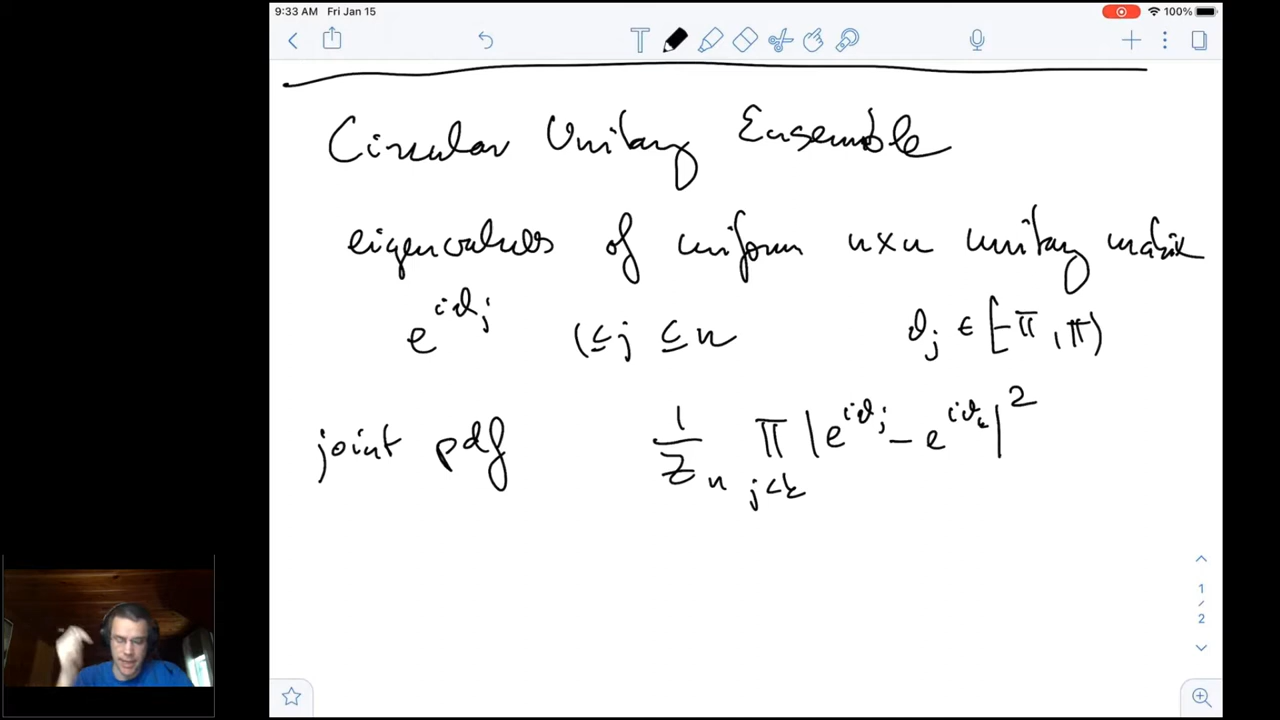 9:33 AM Fri Jan 15 100%
T
Circular Unitary Ensemble
eigenvalues of uniform n×n unitary matrix
e^{iθ_j} 1≤j≤n θ_j ∈ [-π,π)
joint pdf 1/Z_n ∏_{j<k} |e^{iθ_j} - e^{iθ_k}|^2
1
/
2